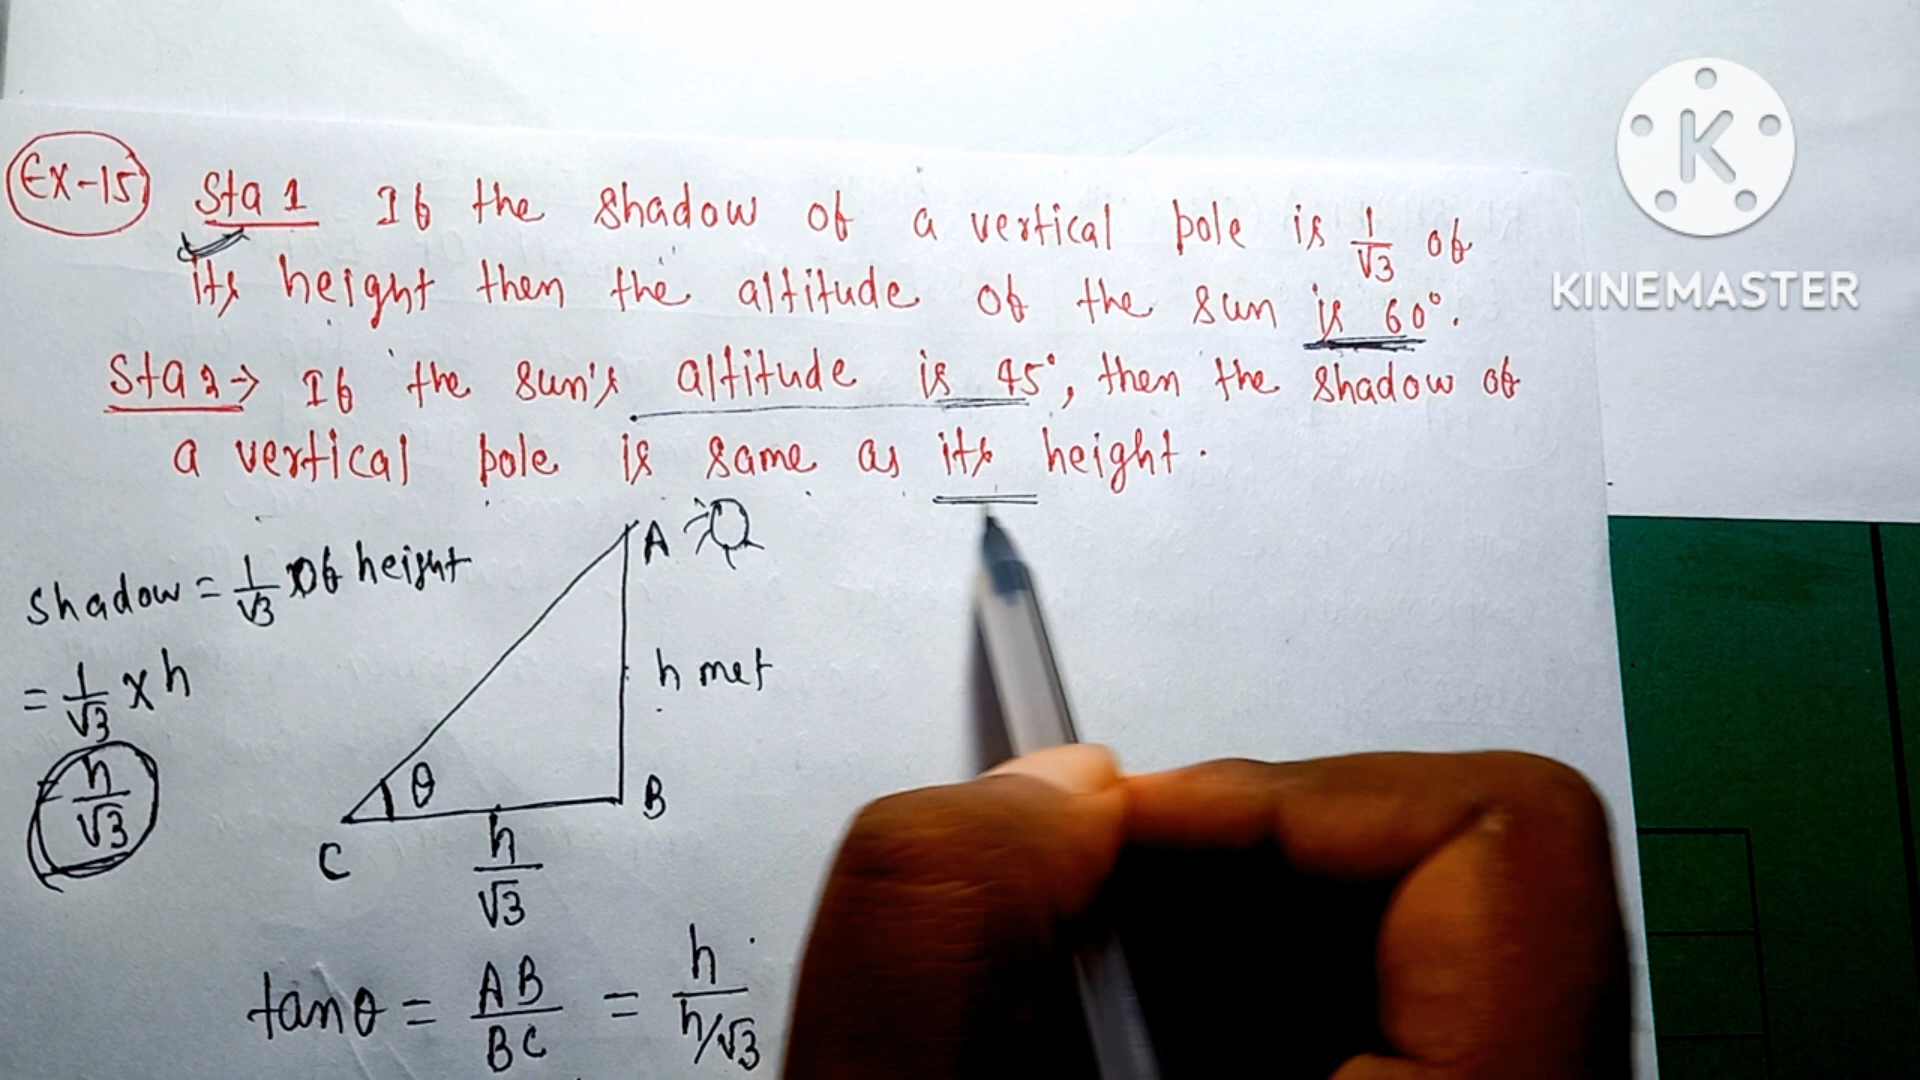 Ex-15 Sta 1 If the shadow of a vertical pole is 1/√3 of
its height then the altitude of the sun is 60°.
Sta 2→ If the sun's altitude is 45°, then the shadow of
a vertical pole is same as its height.
shadow = 1/√3 of height
= 1/√3 x h
= h/√3
A
h met
θ
B
C
h/√3
tanθ = AB/BC = h/h/√3
K
KINEMASTER